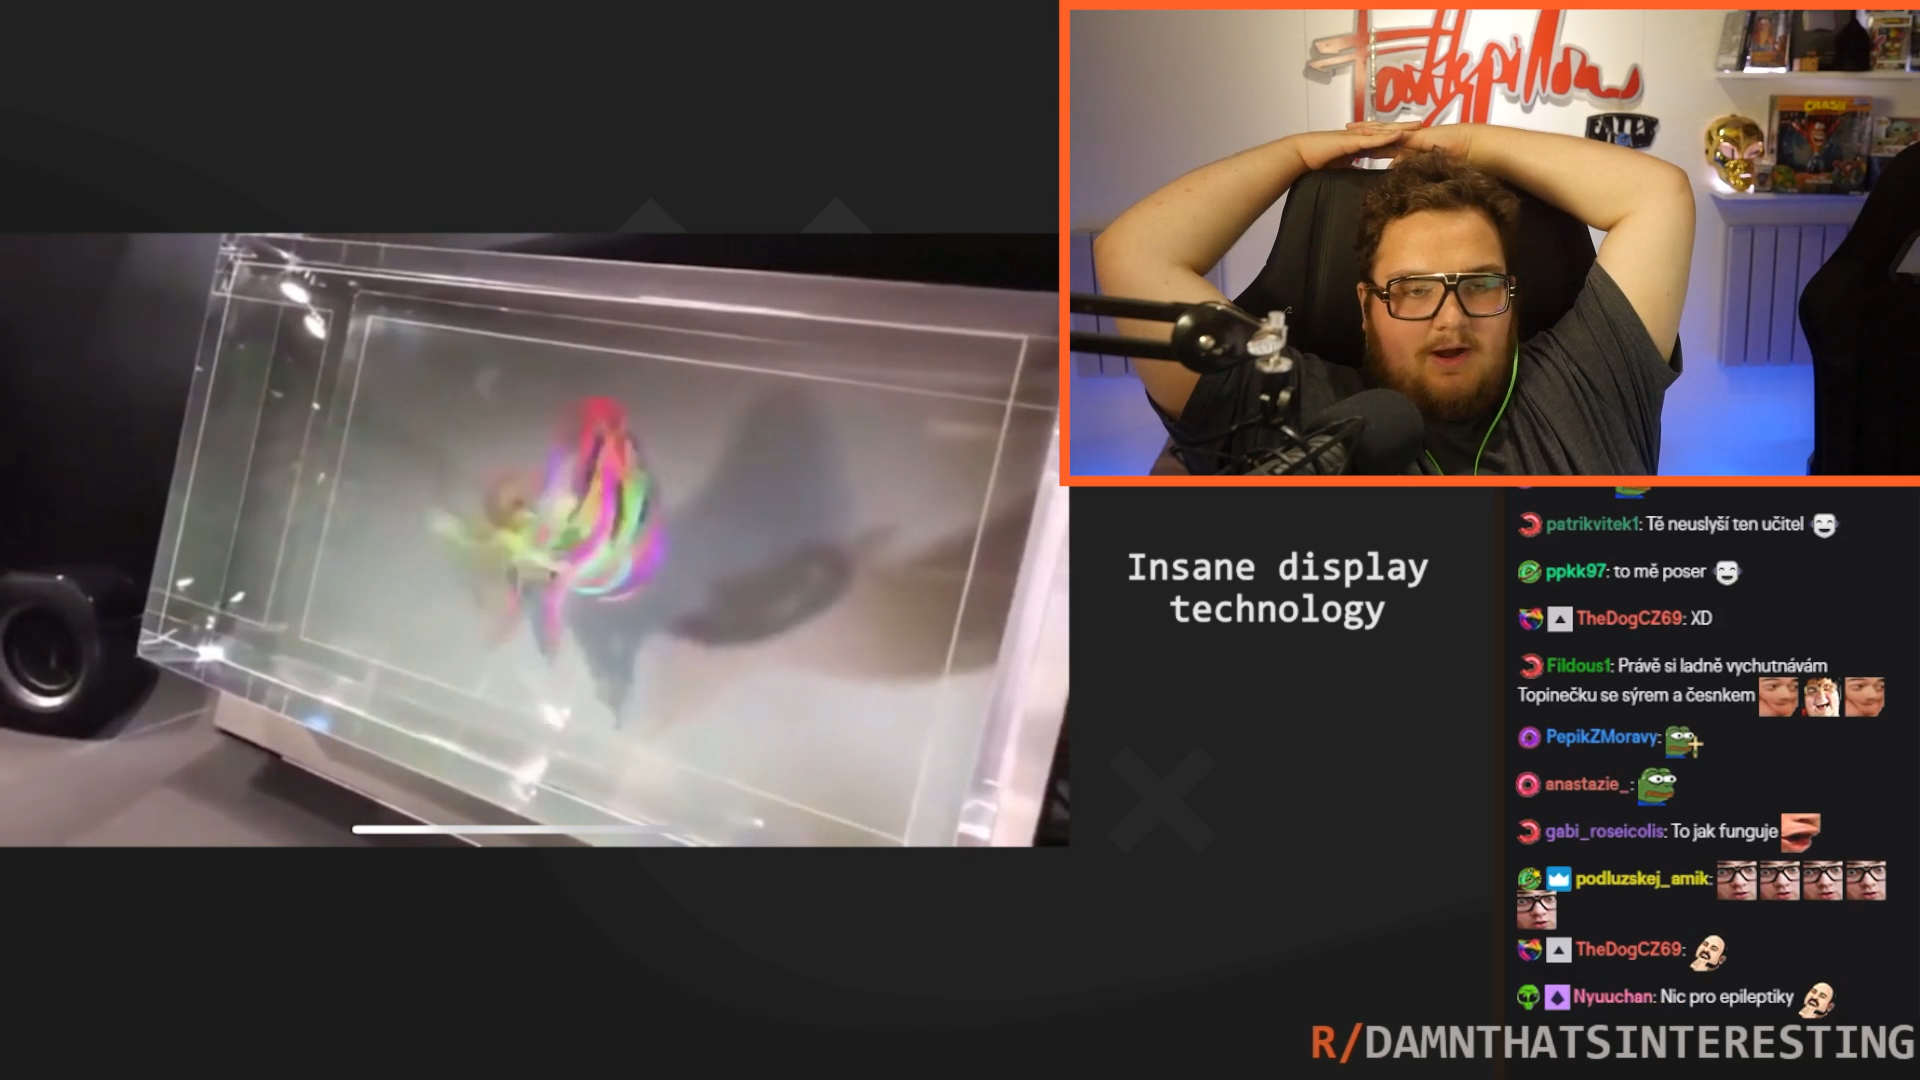 CRASH
Insane display
technology
patrikvitek1: Tě neuslyší ten učitel
ppkk97: to mě poser
TheDogCZ69: XD
Fildous1: Právě si ladně vychutnávám
Topinečku se sýrem a česnkem
PepikZMoravy:
anastazie_:
gabi_roseicolis: To jak funguje
podluzskej_amik:
TheDogCZ69:
Nyuuchan: Nic pro epileptiky
R/DAMNTHATSINTERESTING